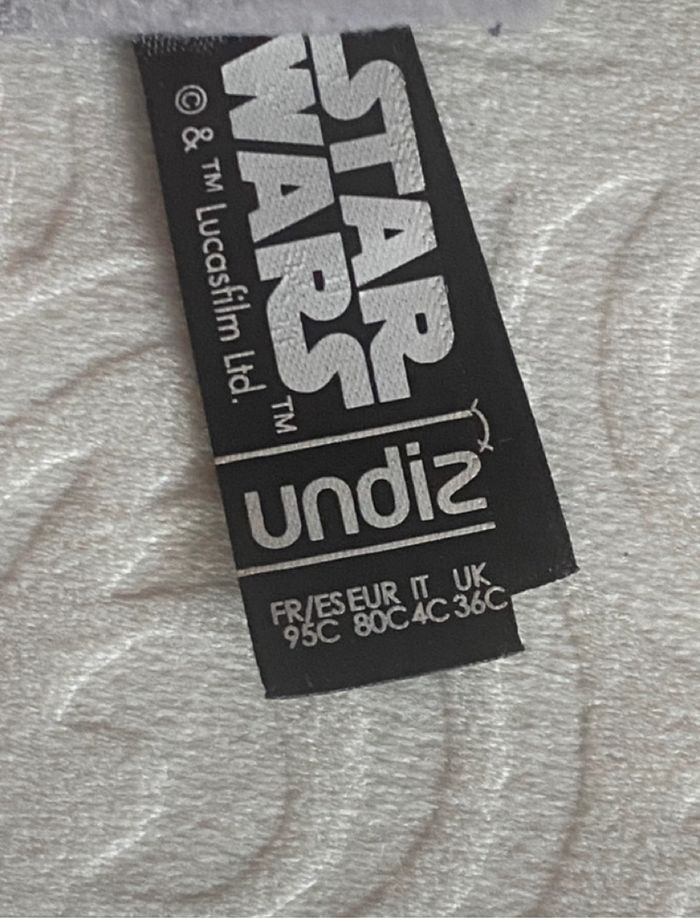 STAR
WARS
TM
© & TM Lucasfilm Ltd.
undiz
FR/ES EUR IT UK
95C 80C 4C 36C